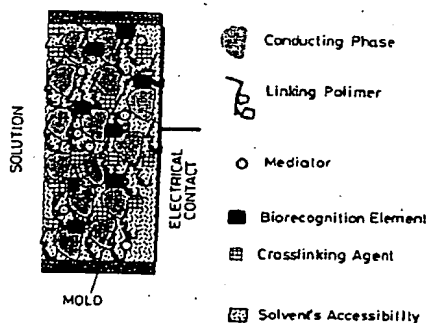 SOLUTION
ELECTRICAL
CONTACT
MOLD
Conducting Phase
Linking Polimer
Mediator
Biorecognition Element
Crosslinking Agent
Solvent's Accessibility